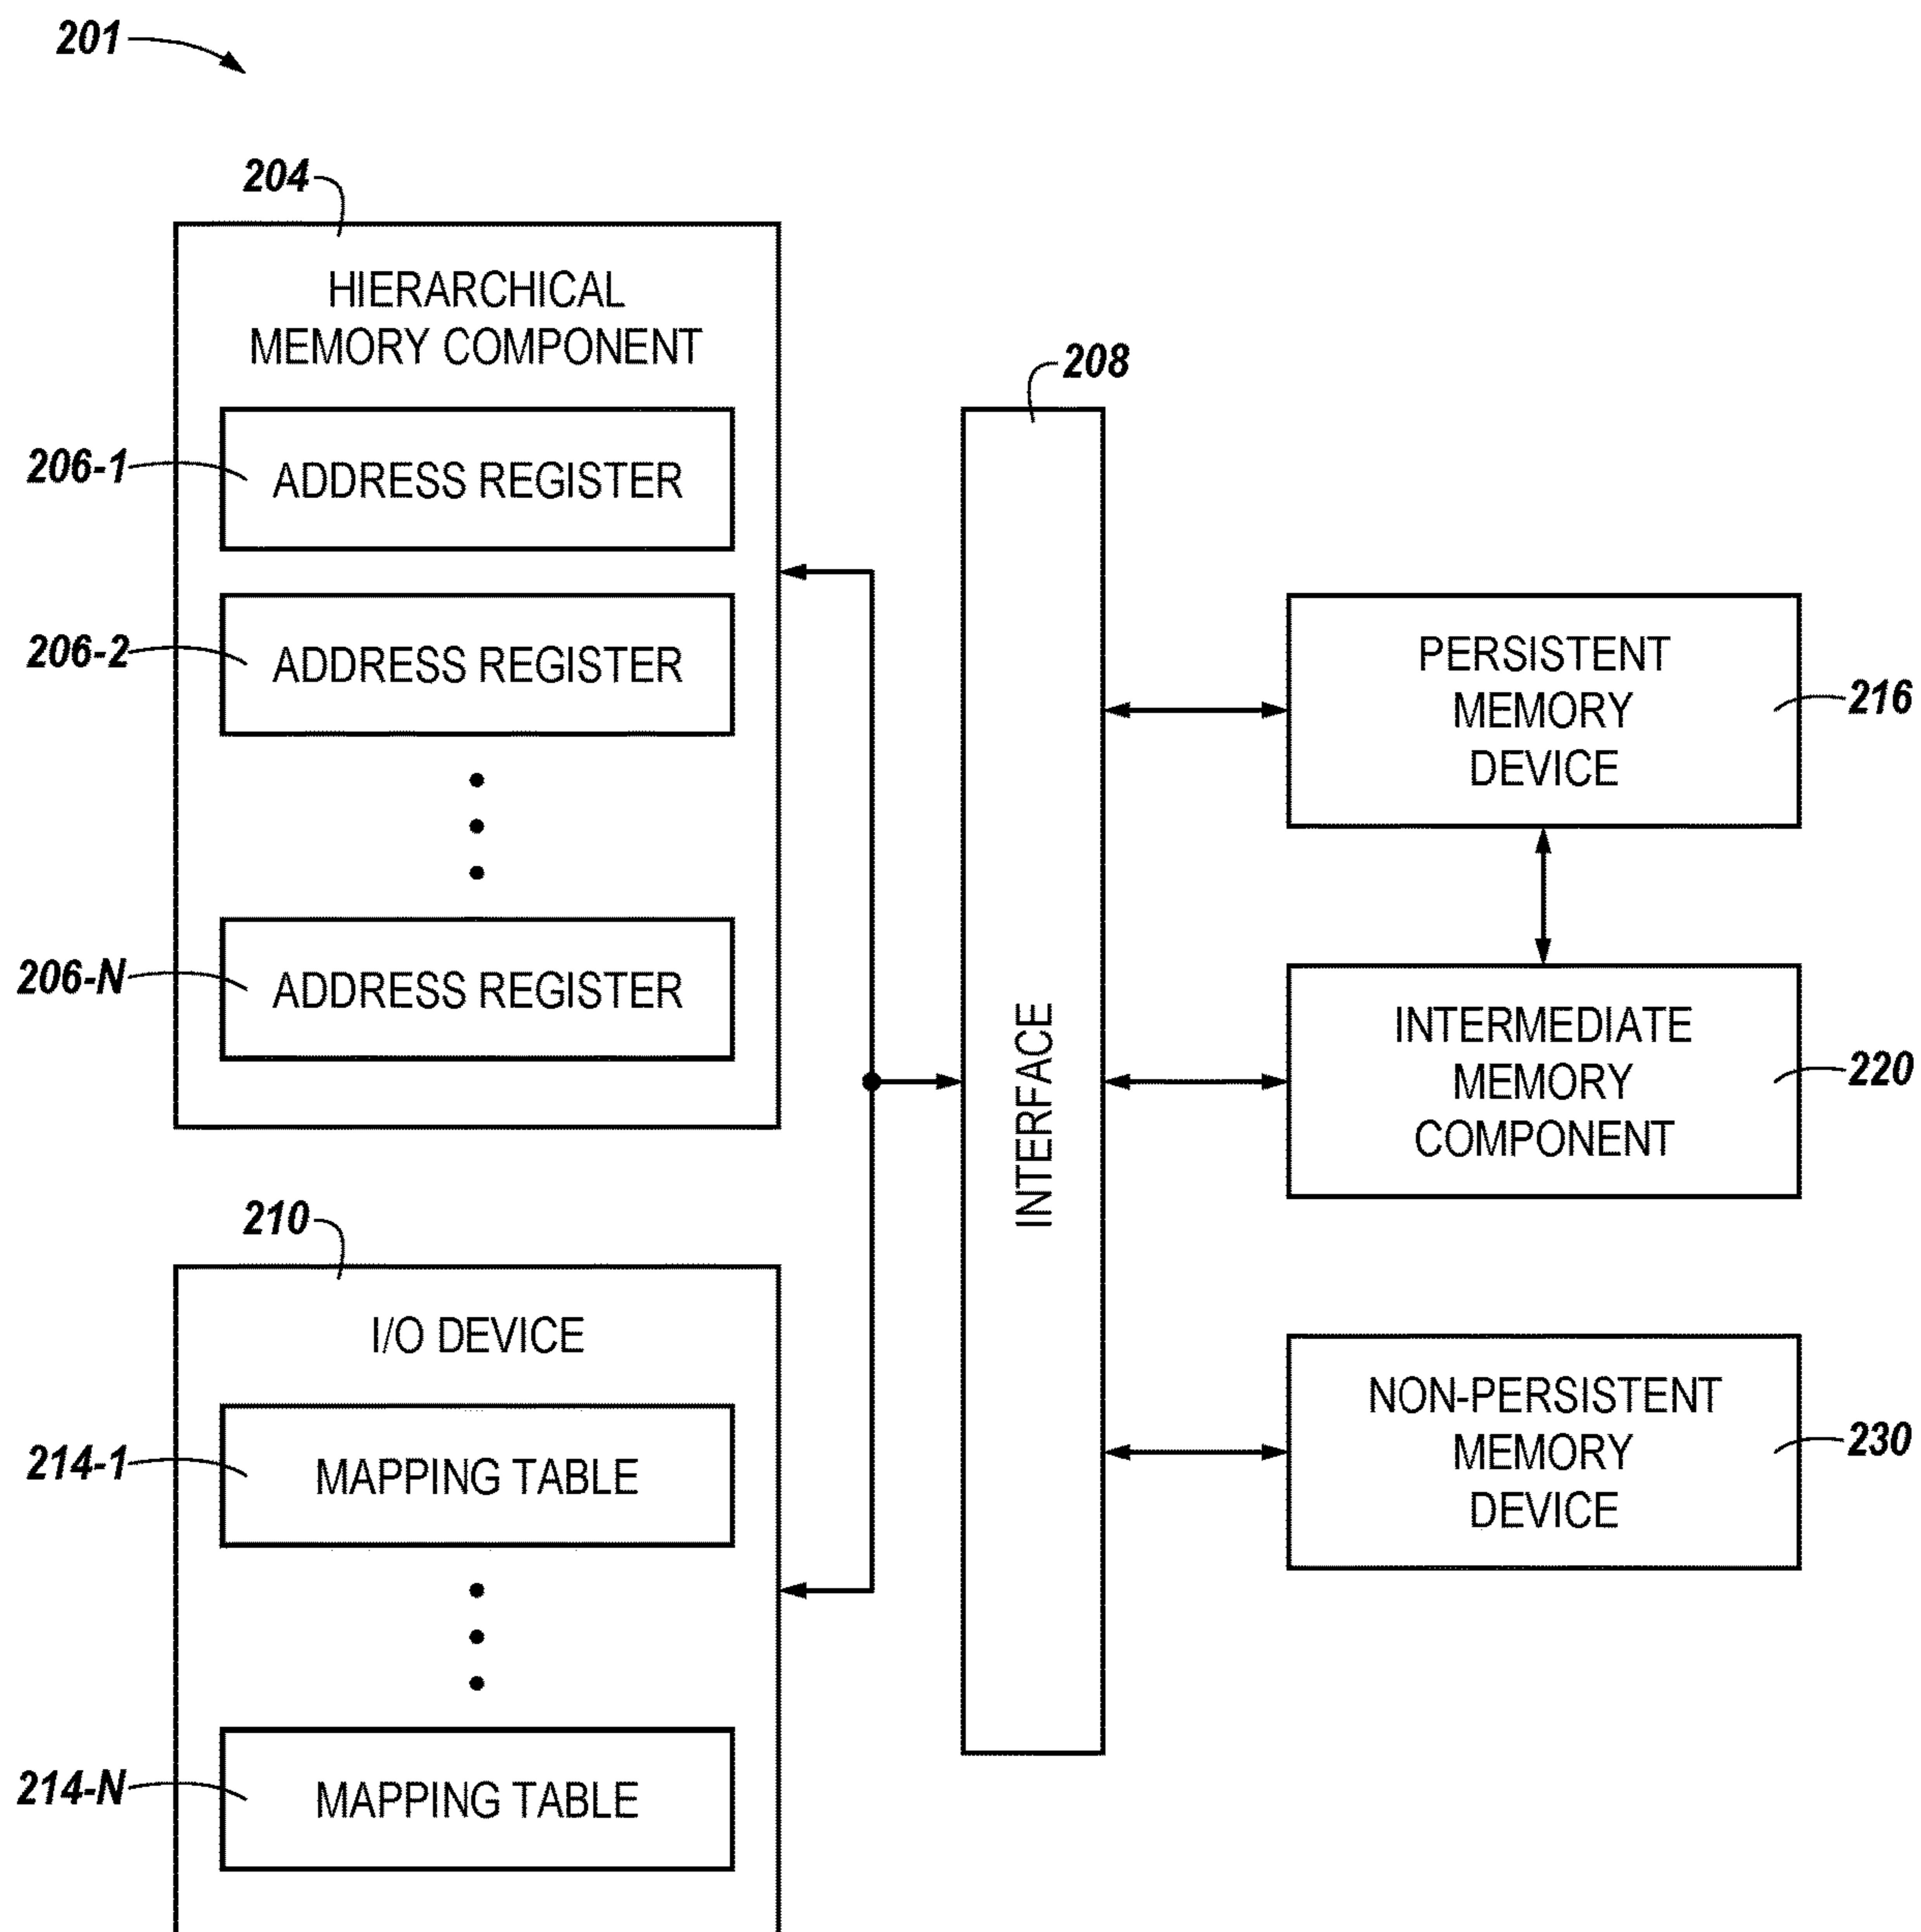 201
204
HIERARCHICAL
MEMORY COMPONENT
206-1
ADDRESS REGISTER
206-2
ADDRESS REGISTER
206-N
ADDRESS REGISTER
210
I/O DEVICE
214-1
MAPPING TABLE
214-N
MAPPING TABLE
208
INTERFACE
PERSISTENT
MEMORY
DEVICE
216
INTERMEDIATE
MEMORY
COMPONENT
220
NON-PERSISTENT
MEMORY
DEVICE
230